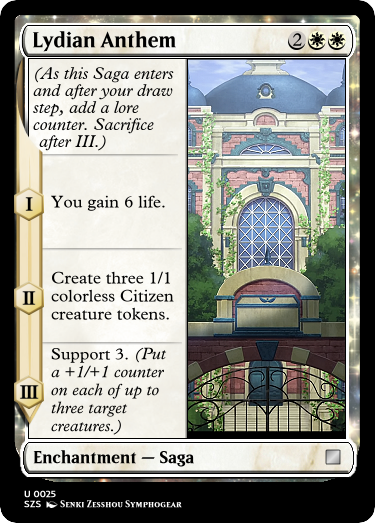 Lydian Anthem 2
(As this Saga enters
and after your draw
step, add a lore
counter. Sacrifice
after III.)
I You gain 6 life.
II Create three 1/1
colorless Citizen
creature tokens.
III Support 3. (Put
a +1/+1 counter
on each of up to
three target
creatures.)
Enchantment — Saga
U 0025
SZS Senki Zesshou Symphogear